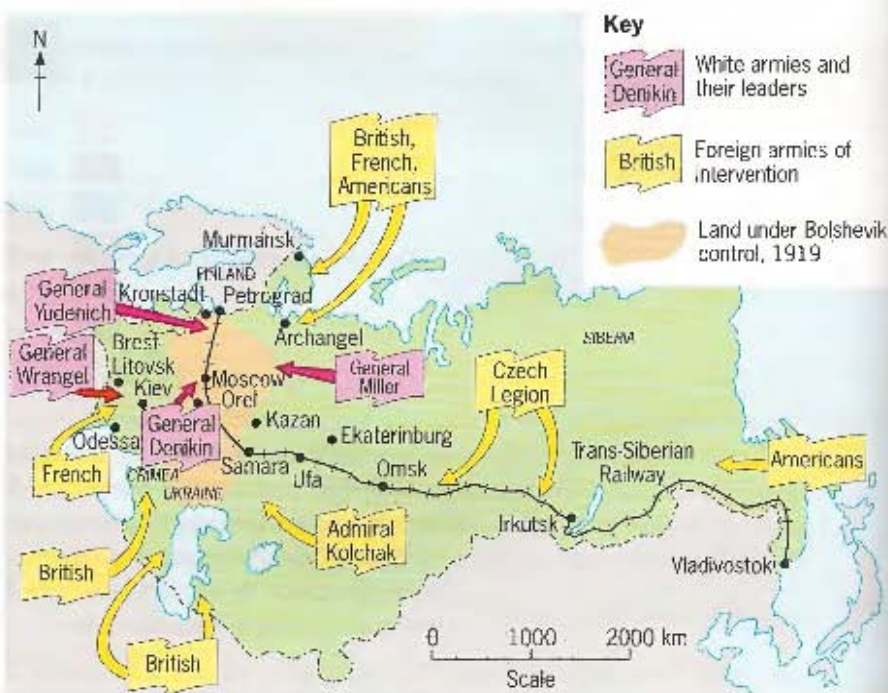 N
Key
General
Denikin
White armies and
their leaders
British
Foreign armies of
intervention
Land under Bolshevik
control, 1919
British,
French,
Americans
Murmansk
FINLAND
General
Yudenich
Kronstadt
Petrograd
Archangel
SIBERIA
Brest
Litovsk
General
Wrangel
Kiev
Moscow
Orel
General
Miller
Czech
Legion
General
Denikin
Kazan
Ekaterinburg
Odessa
French
Samara
Ufa
Omsk
Trans-Siberian
Railway
Americans
CRIMEA
UKRAINE
Admiral
Kolchak
Irkutsk
Vladivostok
British
British
0 1000 2000 km
Scale